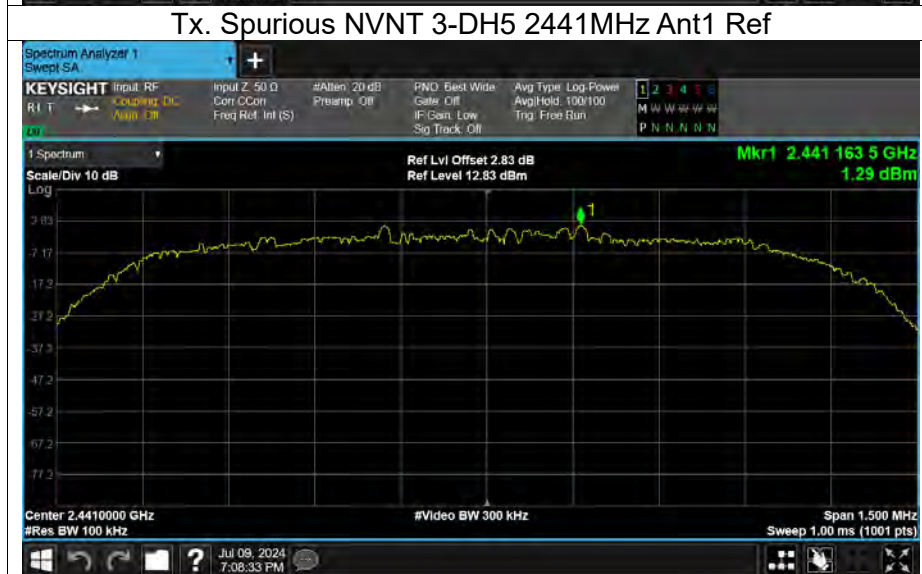 Tx. Spurious NVNT 3-DH5 2441MHz Ant1 Ref
Spectrum Analyzer 1
Swept SA
+
KEYSIGHT Input: RF
R L T
Coupling: DC
Align: Off
Input Z: 50 Ω
Corr CCorr
Freq Ref: Int (S)
#Atten: 20 dB
Preamp: Off
PNO: Best Wide
Gate: Off
IF Gain: Low
Sig Track: Off
Avg Type: Log-Power
Avg|Hold: 100/100
Trig: Free Run
1 2 3 4 5 6
M W W W W W
P N N N N N
1 Spectrum
Scale/Div 10 dB
Log
Ref Lvl Offset 2.83 dB
Ref Level 12.83 dBm
Mkr1 2.441 163 5 GHz
1.29 dBm
1
2.83
-7.17
-17.2
-27.2
-37.2
-47.2
-57.2
-67.2
-77.2
Center 2.4410000 GHz
#Res BW 100 kHz
#Video BW 300 kHz
Span 1.500 MHz
Sweep 1.00 ms (1001 pts)
?
Jul 09, 2024
7:08:33 PM